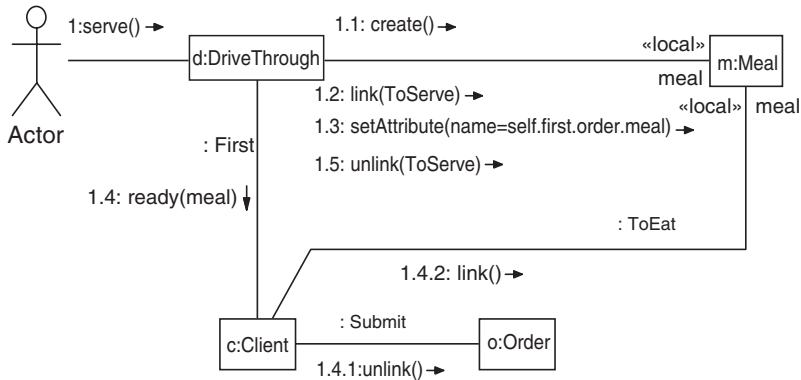 1:serve()
1.1: create()
«local»
d:DriveThrough
m:Meal
meal
1.2: link(ToServe)
«local» meal
1.3: setAttribute(name=self.first.order.meal)
Actor
: First
1.5: unlink(ToServe)
1.4: ready(meal)
: ToEat
1.4.2: link()
: Submit
c:Client
o:Order
1.4.1:unlink()